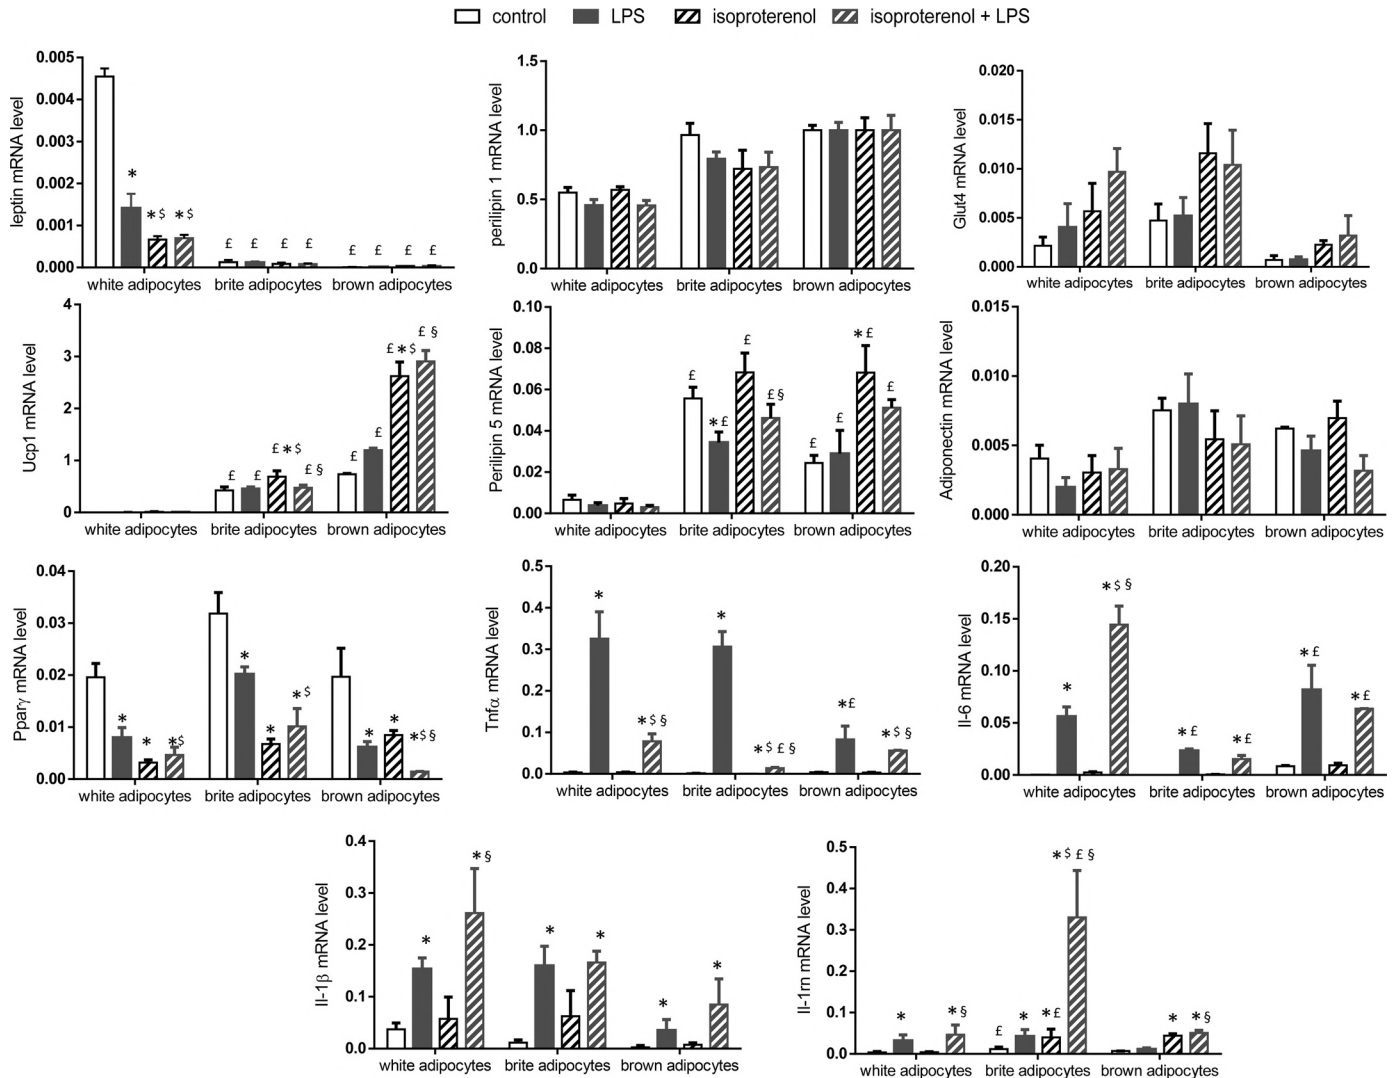 control LPS isoproterenol isoproterenol + LPS
leptin mRNA level
0.005
0.004
0.003
0.002
0.001
0.000
*
*$ *$
£ £ £ £ £ £ £ £
white adipocytes brite adipocytes brown adipocytes
perilipin 1 mRNA level
1.5
1.0
0.5
0.0
white adipocytes brite adipocytes brown adipocytes
Glut4 mRNA level
0.020
0.015
0.010
0.005
0.000
white adipocytes brite adipocytes brown adipocytes
Ucp1 mRNA level
4
3
2
1
0
£ £ £*$ £§ £ £ £*$ £§
white adipocytes brite adipocytes brown adipocytes
Perilipin 5 mRNA level
0.10
0.08
0.06
0.04
0.02
0.00
£ *£ £ £§ £ £ *£ £
white adipocytes brite adipocytes brown adipocytes
Adiponectin mRNA level
0.015
0.010
0.005
0.000
white adipocytes brite adipocytes brown adipocytes
Pparγ mRNA level
0.04
0.03
0.02
0.01
0.00
* * *$ * * *$ * * *$§
white adipocytes brite adipocytes brown adipocytes
Tnfα mRNA level
0.5
0.4
0.3
0.2
0.1
0.0
* *$§ * *$£§ *£ *$§
white adipocytes brite adipocytes brown adipocytes
Il-6 mRNA level
0.20
0.15
0.10
0.05
0.00
* *$§ *£ *£ *£ *£
white adipocytes brite adipocytes brown adipocytes
Il-1β mRNA level
0.4
0.3
0.2
0.1
0.0
* *§ * * * *
white adipocytes brite adipocytes brown adipocytes
Il-1rn mRNA level
0.5
0.4
0.3
0.2
0.1
0.0
* *§ £ * *£ *$£§ * *§
white adipocytes brite adipocytes brown adipocytes